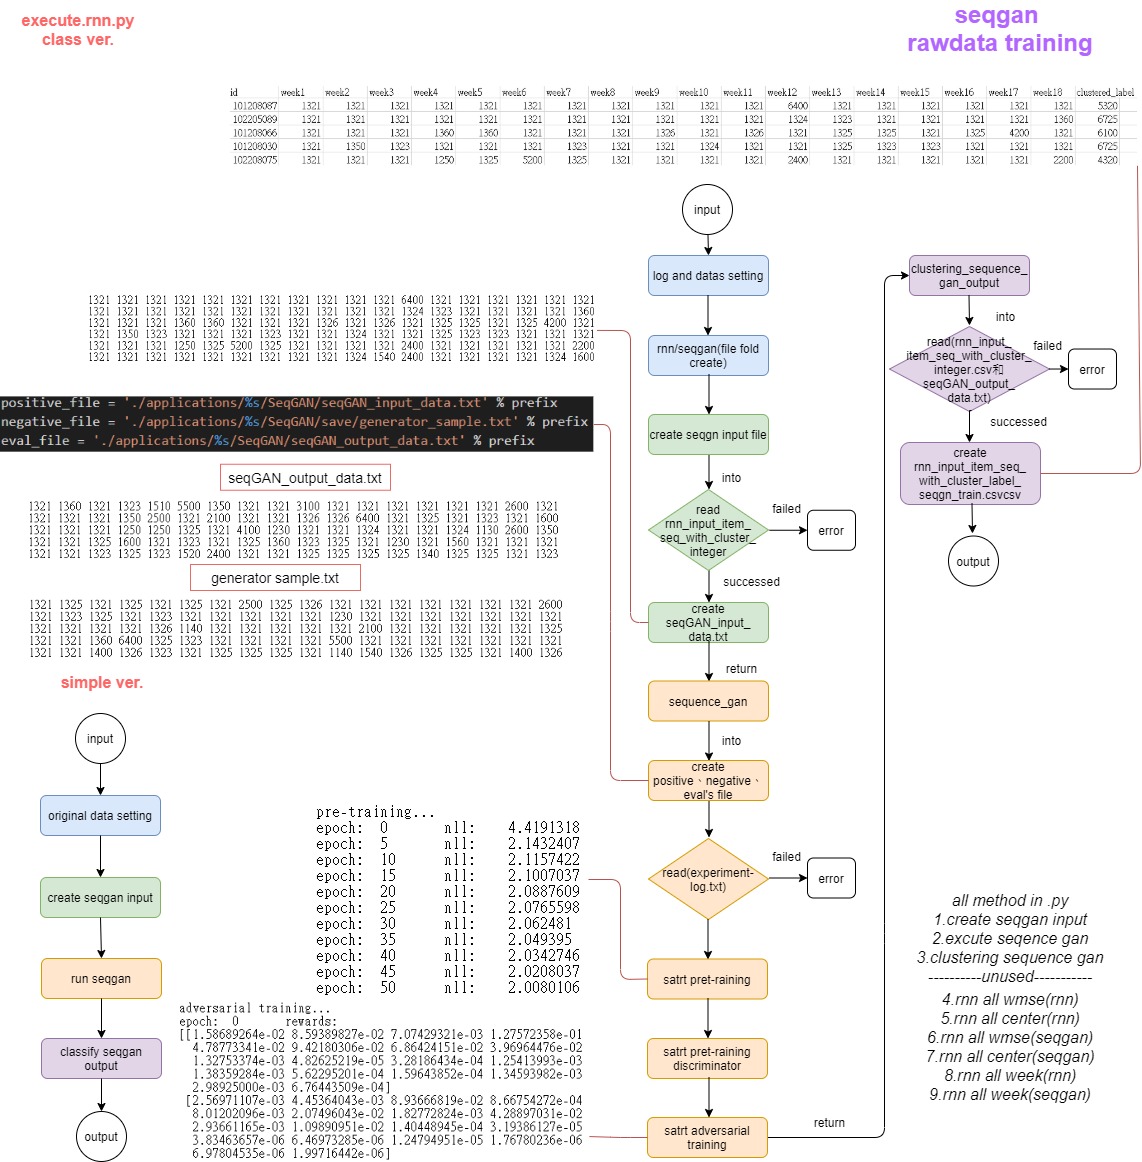 execute.rnn.py
class ver.
seqgan
rawdata training
id week1 week2 week3 week4 week5 week6 week7 week8 week9 week10 week11 week12 week13 week14 week15 week16 week17 week18 clustered_label
101208087 1321 1321 1321 1321 1321 1321 1321 1321 1321 1321 1321 6400 1321 1321 1321 1321 1321 1321 5320
102205089 1321 1321 1321 1321 1321 1321 1321 1321 1321 1321 1321 1324 1323 1321 1321 1321 1321 1360 6725
101208066 1321 1321 1321 1360 1360 1321 1321 1321 1326 1321 1326 1321 1325 1325 1321 1325 4200 1321 6100
101208030 1321 1350 1323 1321 1321 1321 1321 1321 1321 1324 1321 1321 1325 1323 1323 1321 1321 1321 6725
102208075 1321 1321 1321 1250 1325 5200 1325 1321 1321 1321 1321 2400 1321 1321 1321 1321 1321 2200 4320
input
log and datas setting
rnn/seqgan(file fold
create)
create seqgn input file
into
read
rnn_input_item_
seq_with_cluster_
integer
failed
error
successed
create
seqGAN_input_
data.txt
return
sequence_gan
into
create
positive、negative、
eval's file
read(experiment-
log.txt)
failed
error
satrt pret-raining
satrt pret-raining
discriminator
satrt adversarial
training
return
clustering_sequence_
gan_output
into
read(rnn_input_
item_seq_with_cluster_
integer.csv和
seqGAN_output_
data.txt)
failed
error
successed
create
rnn_input_item_seq_
with_cluster_label_
seqgn_train.csvcsv
output
1321 1321 1321 1321 1321 1321 1321 1321 1321 1321 1321 6400 1321 1321 1321 1321 1321 1321
1321 1321 1321 1321 1321 1321 1321 1321 1321 1321 1321 1324 1323 1321 1321 1321 1321 1360
1321 1321 1321 1360 1360 1321 1321 1321 1326 1321 1326 1321 1325 1325 1321 1325 4200 1321
1321 1350 1323 1321 1321 1321 1321 1321 1321 1324 1321 1321 1325 1323 1323 1321 1321 1321
1321 1321 1321 1250 1325 5200 1325 1321 1321 1321 1321 2400 1321 1321 1321 1321 1321 2200
1321 1321 1321 1321 1321 1321 1321 1321 1321 1324 1540 2400 1321 1321 1321 1321 1324 1600
positive_file = './applications/%s/SeqGAN/seqGAN_input_data.txt' % prefix
negative_file = './applications/%s/SeqGAN/save/generator_sample.txt' % prefix
eval_file = './applications/%s/SeqGAN/seqGAN_output_data.txt' % prefix
seqGAN_output_data.txt
1321 1360 1321 1323 1510 5500 1350 1321 1321 3100 1321 1321 1321 1321 1321 1321 2600 1321
1321 1321 1321 1350 2500 1321 2100 1321 1321 1326 1326 6400 1321 1325 1321 1323 1321 1600
1321 1321 1321 1250 1250 1325 1321 4100 1230 1321 1321 1324 1321 1321 1324 1130 2600 1350
1321 1321 1325 1600 1321 1323 1321 1325 1360 1323 1325 1321 1230 1321 1560 1321 1321 1321
1321 1321 1323 1325 1323 1520 2400 1321 1321 1325 1321 1325 1325 1340 1325 1325 1321 1323
generator sample.txt
1321 1325 1321 1325 1321 1325 1321 2500 1325 1326 1321 1321 1321 1321 1321 1321 1321 2600
1321 1323 1325 1321 1323 1321 1321 1321 1321 1321 1230 1321 1321 1321 1321 1321 1321 1321
1321 1321 1321 1321 1326 1140 1321 1321 1321 1321 1321 2100 1321 1321 1321 1321 1321 1325
1321 1321 1360 6400 1325 1323 1321 1321 1321 1321 5500 1321 1321 1321 1321 1321 1321 1321
1321 1321 1400 1326 1323 1321 1325 1325 1325 1321 1140 1540 1326 1325 1325 1321 1400 1326
simple ver.
input
original data setting
create seqgan input
run seqgan
classify seqgan
output
output
pre-training...
epoch: 0 nll: 4.4191318
epoch: 5 nll: 2.1432407
epoch: 10 nll: 2.1157422
epoch: 15 nll: 2.1007037
epoch: 20 nll: 2.0887609
epoch: 25 nll: 2.0765598
epoch: 30 nll: 2.062481
epoch: 35 nll: 2.049395
epoch: 40 nll: 2.0342746
epoch: 45 nll: 2.0208037
epoch: 50 nll: 2.0080106
adversarial training...
epoch: 0 rewards:
[[1.58689264e-02 8.59389827e-02 7.07429321e-03 1.27572358e-01
4.78773341e-02 9.42180306e-02 6.86424151e-02 3.96964476e-02
1.32753374e-03 4.82625219e-05 3.28186434e-04 1.25413993e-03
1.38359284e-03 5.62295201e-04 1.59643852e-04 1.34593982e-03
2.98925000e-03 6.76443509e-04]
[2.56971107e-03 4.45364043e-03 8.93666819e-02 8.66754272e-04
8.01202096e-03 2.07496043e-02 1.82772824e-03 4.28897031e-02
2.93661165e-03 1.09890951e-02 1.40448945e-04 3.19386127e-05
3.83463657e-06 6.46973285e-06 1.24794951e-05 1.76780236e-06
6.97804535e-06 1.99716442e-06]
all method in .py
1.create seqgan input
2.excute seqence gan
3.clustering sequence gan
----------unused-----------
4.rnn all wmse(rnn)
5.rnn all center(rnn)
6.rnn all wmse(seqgan)
7.rnn all center(seqgan)
8.rnn all week(rnn)
9.rnn all week(seqgan)